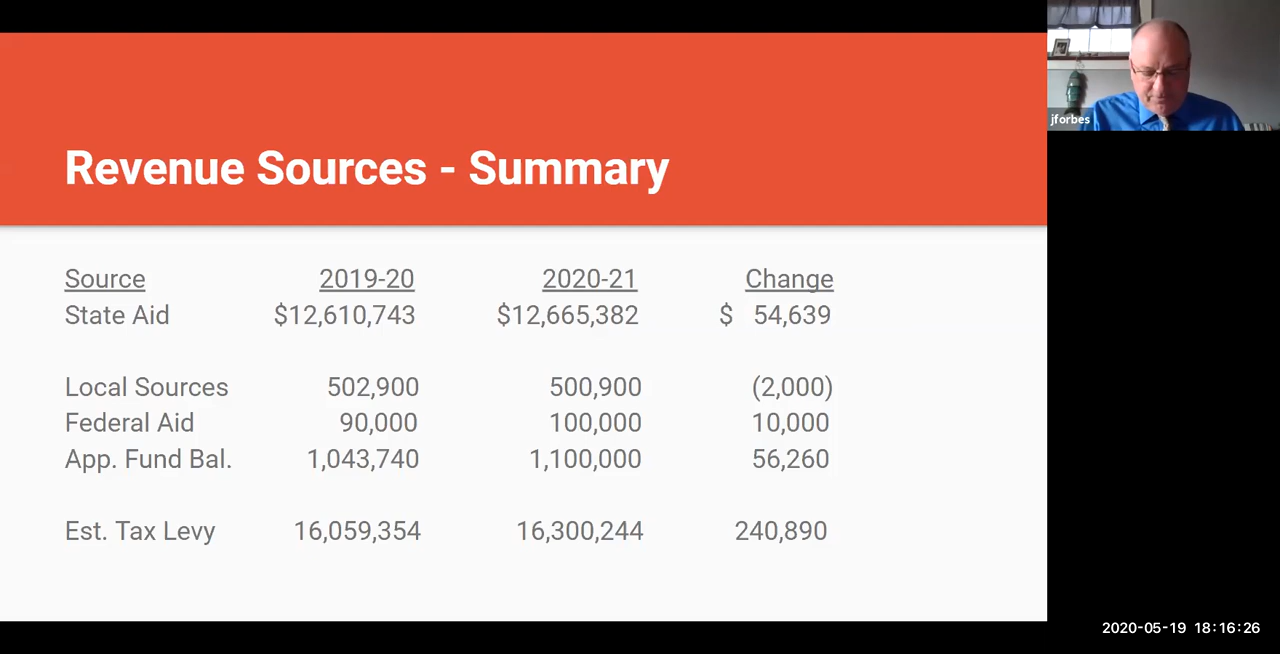 Revenue Sources - Summary
Source 2019-20 2020-21 Change
State Aid $12,610,743 $12,665,382 $ 54,639
Local Sources 502,900 500,900 (2,000)
Federal Aid 90,000 100,000 10,000
App. Fund Bal. 1,043,740 1,100,000 56,260
Est. Tax Levy 16,059,354 16,300,244 240,890
jforbes
2020-05-19 18:16:26